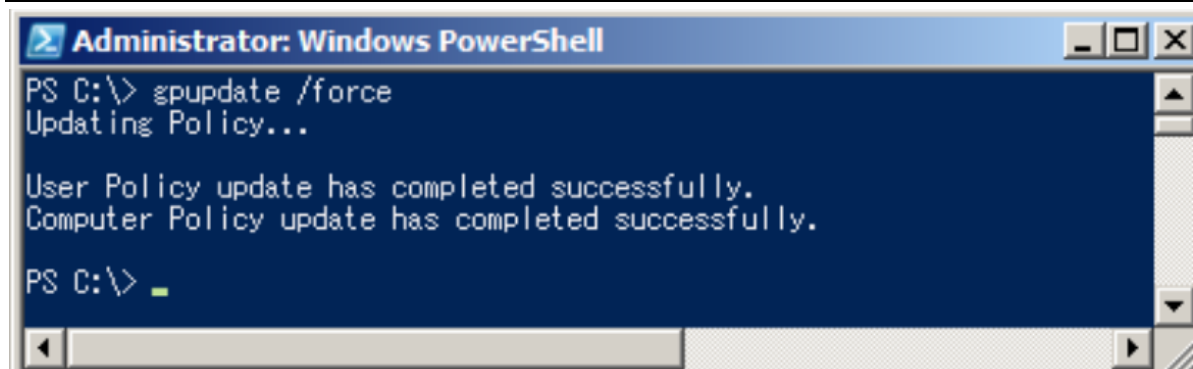 Administrator: Windows PowerShell
PS C:\> gpupdate /force
Updating Policy...
User Policy update has completed successfully.
Computer Policy update has completed successfully.
PS C:\>